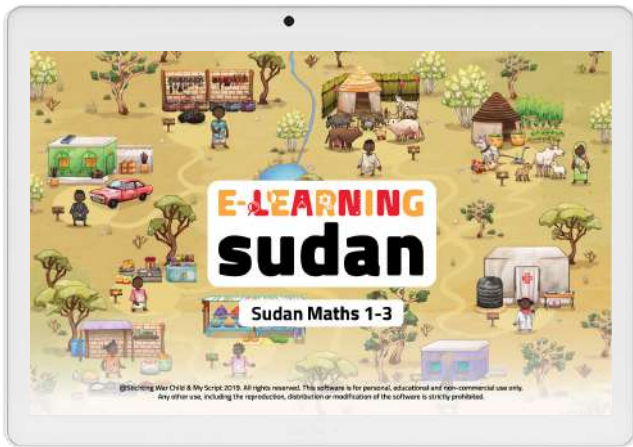 E-LEARNING
sudan
Sudan Maths 1-3
@Stichting War Child & My Script 2019. All rights reserved. This software is for personal, educational and non-commercial use only.
Any other use, including the reproduction, distribution or modification of the software is strictly prohibited.